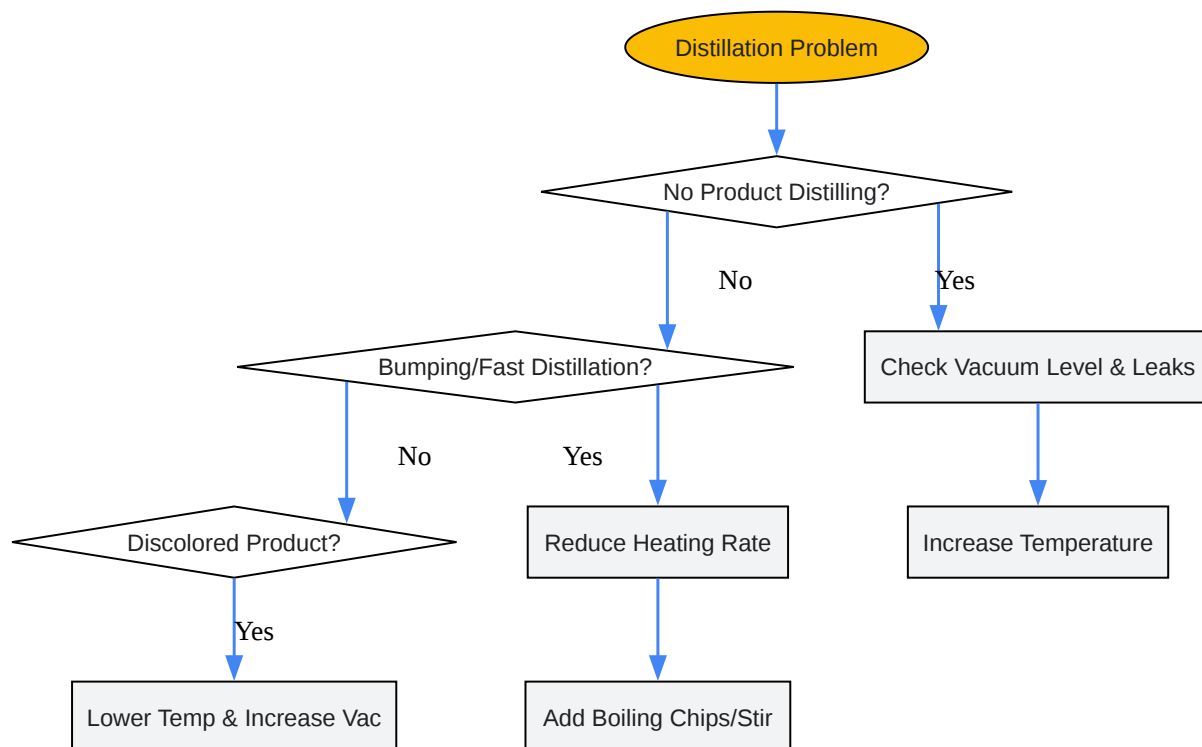 Distillation Problem
No Product Distilling?
No
Yes
Bumping/Fast Distillation?
Check Vacuum Level & Leaks
No
Yes
Discolored Product?
Reduce Heating Rate
Increase Temperature
Yes
Lower Temp & Increase Vac
Add Boiling Chips/Stir